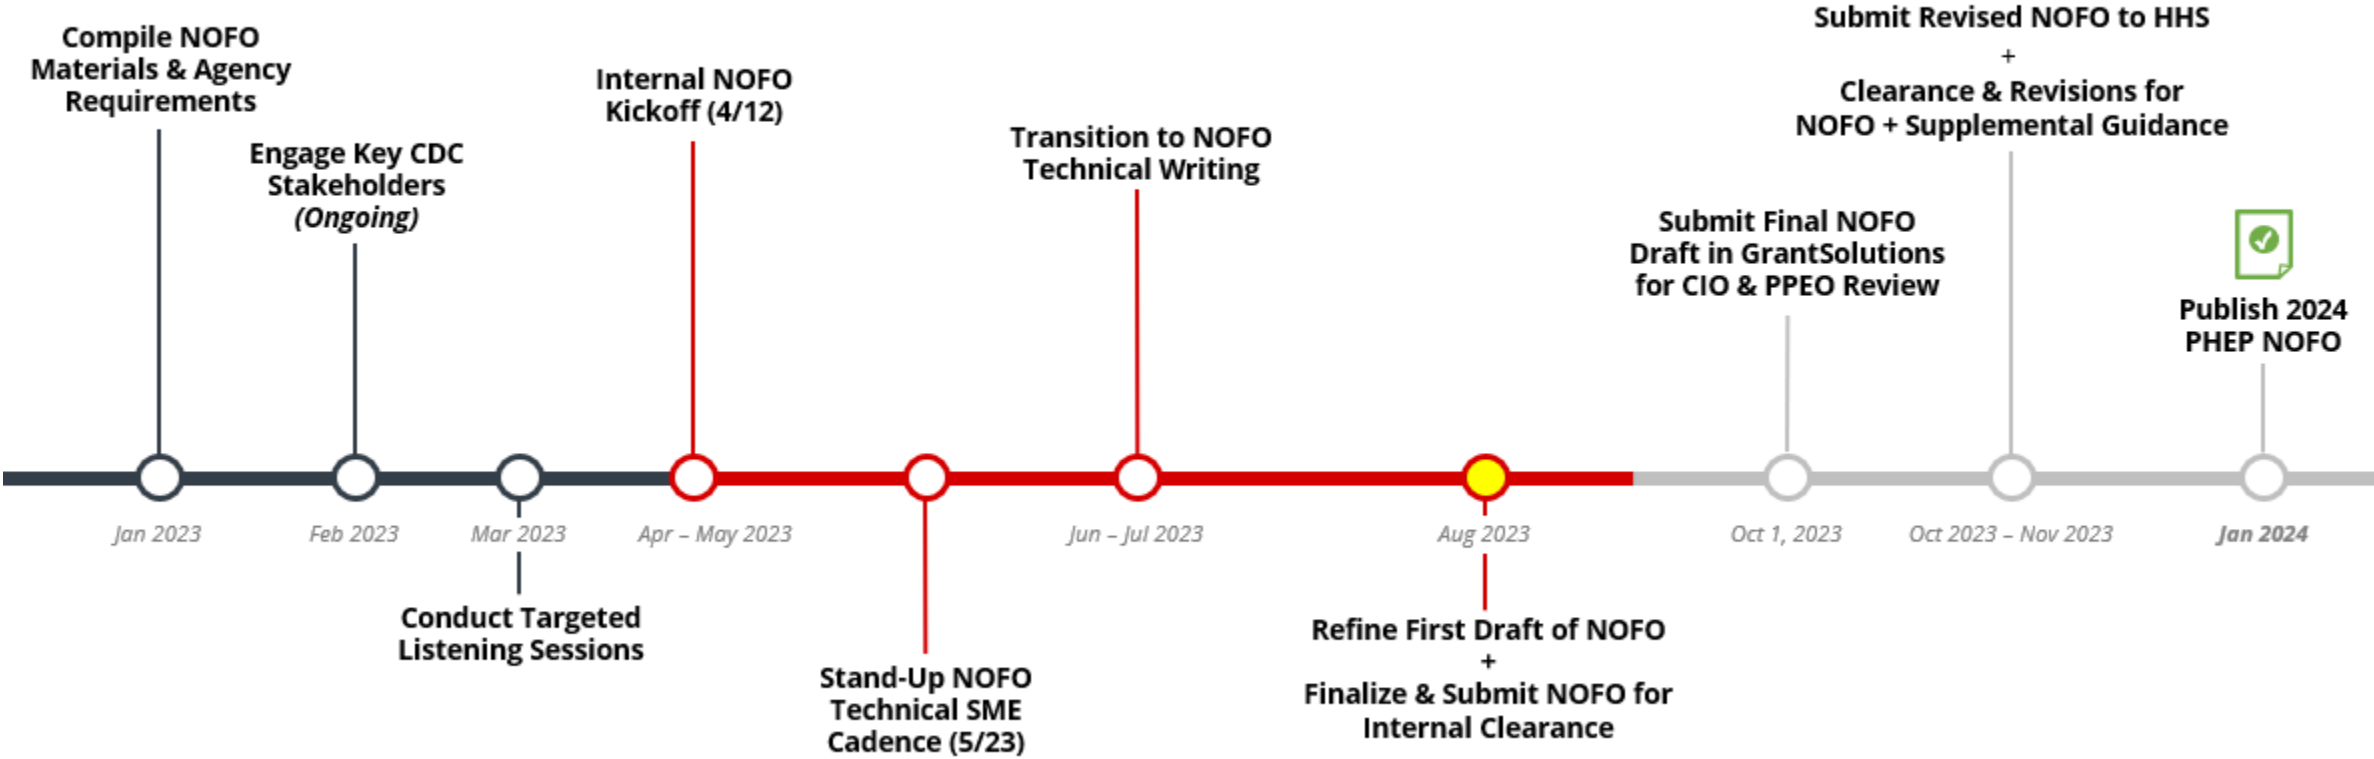 Compile NOFO
Materials & Agency
Requirements
Engage Key CDC
Stakeholders
(Ongoing)
Internal NOFO
Kickoff (4/12)
Transition to NOFO
Technical Writing
Submit Final NOFO
Draft in GrantSolutions
for CIO & PPEO Review
Submit Revised NOFO to HHS
+
Clearance & Revisions for
NOFO + Supplemental Guidance
Publish 2024
PHEP NOFO
Jan 2023
Feb 2023
Mar 2023
Apr – May 2023
Jun – Jul 2023
Aug 2023
Oct 1, 2023
Oct 2023 – Nov 2023
Jan 2024
Conduct Targeted
Listening Sessions
Stand-Up NOFO
Technical SME
Cadence (5/23)
Refine First Draft of NOFO
+
Finalize & Submit NOFO for
Internal Clearance